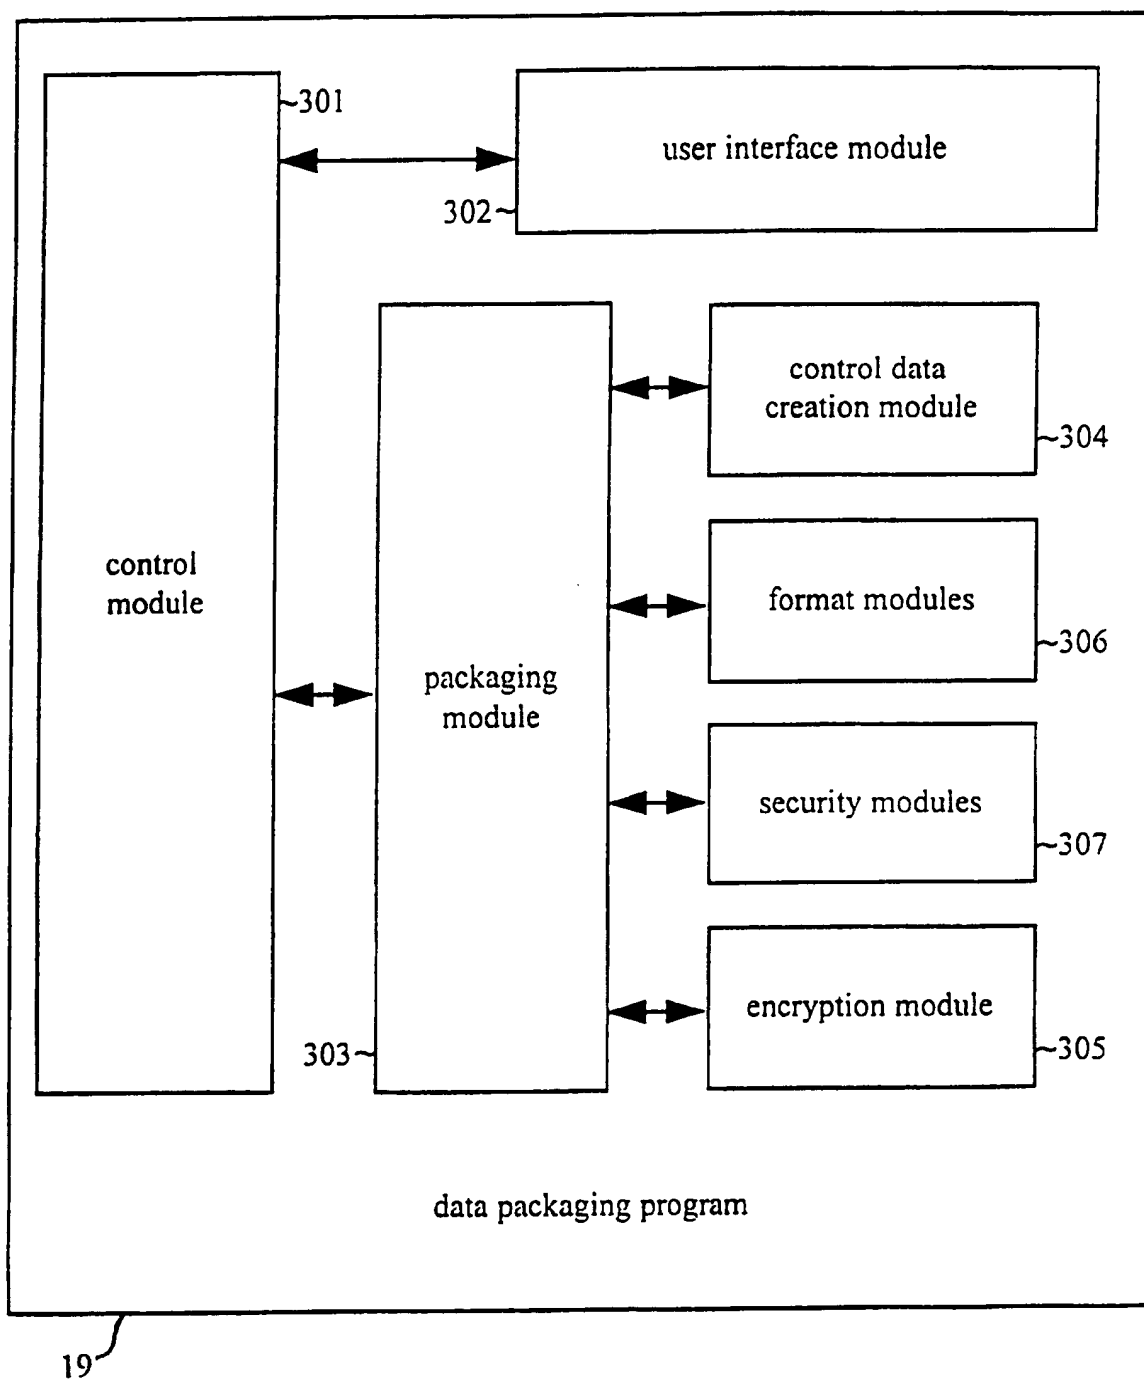 301
user interface module
302
control data
creation module
304
control
module
format modules
306
packaging
module
security modules
307
encryption module
303
305
data packaging program
19